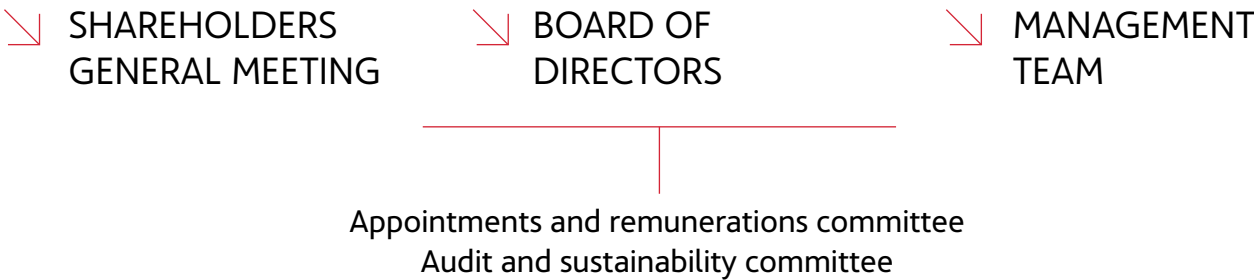 SHAREHOLDERS
GENERAL MEETING
BOARD OF
DIRECTORS
MANAGEMENT
TEAM
Appointments and remunerations committee
Audit and sustainability committee